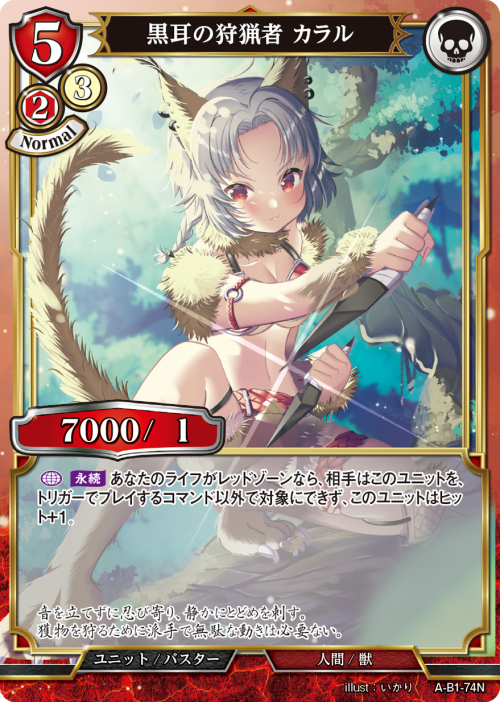 5
黒耳の狩猟者 カラル
2
3
Normal
7000/ 1
永続 あなたのライフがレッドゾーンなら、相手はこのユニットを、
トリガーでプレイするコマンド以外で対象にできず、このユニットはヒッ
ト+1。
音を立てずに忍び寄り、静かにとどめを刺す。
獲物を狩るために派手で無駄な動きは必要ない。
ユニット/バスター
人間/獣
illust:いかり
A-B1-74N